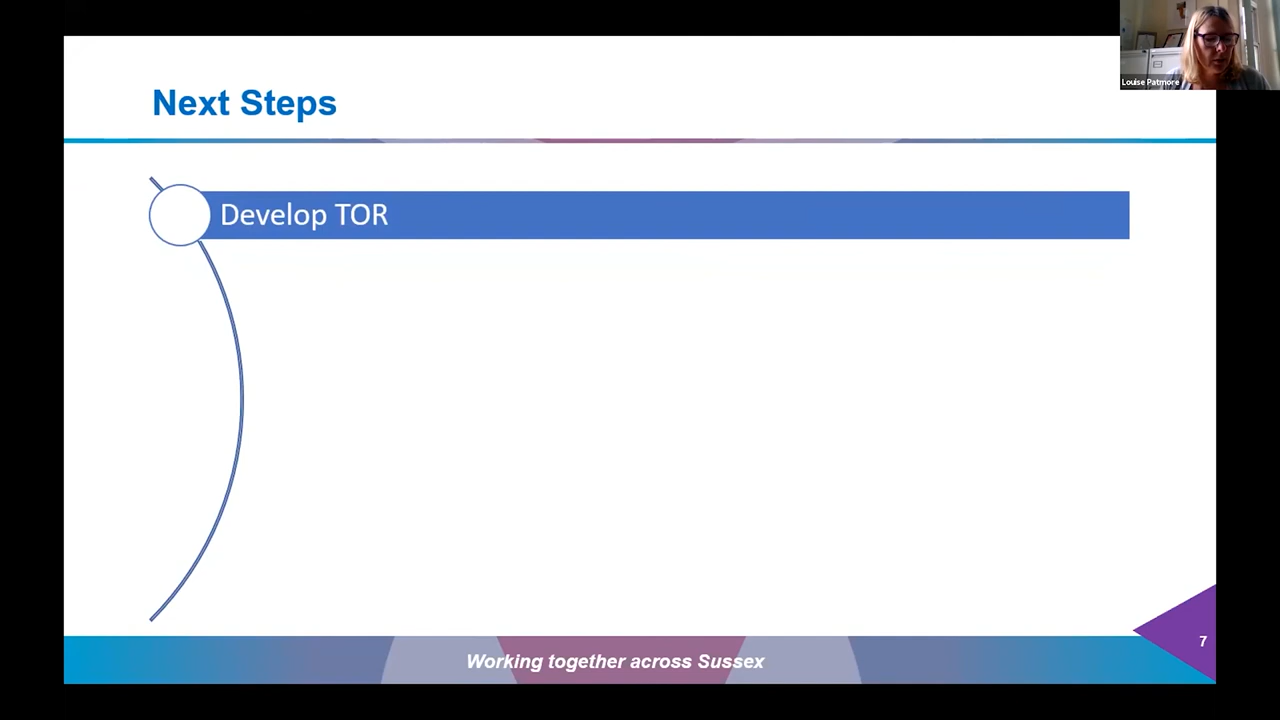 Louise Patmore
Next Steps
Develop TOR
Working together across Sussex
7